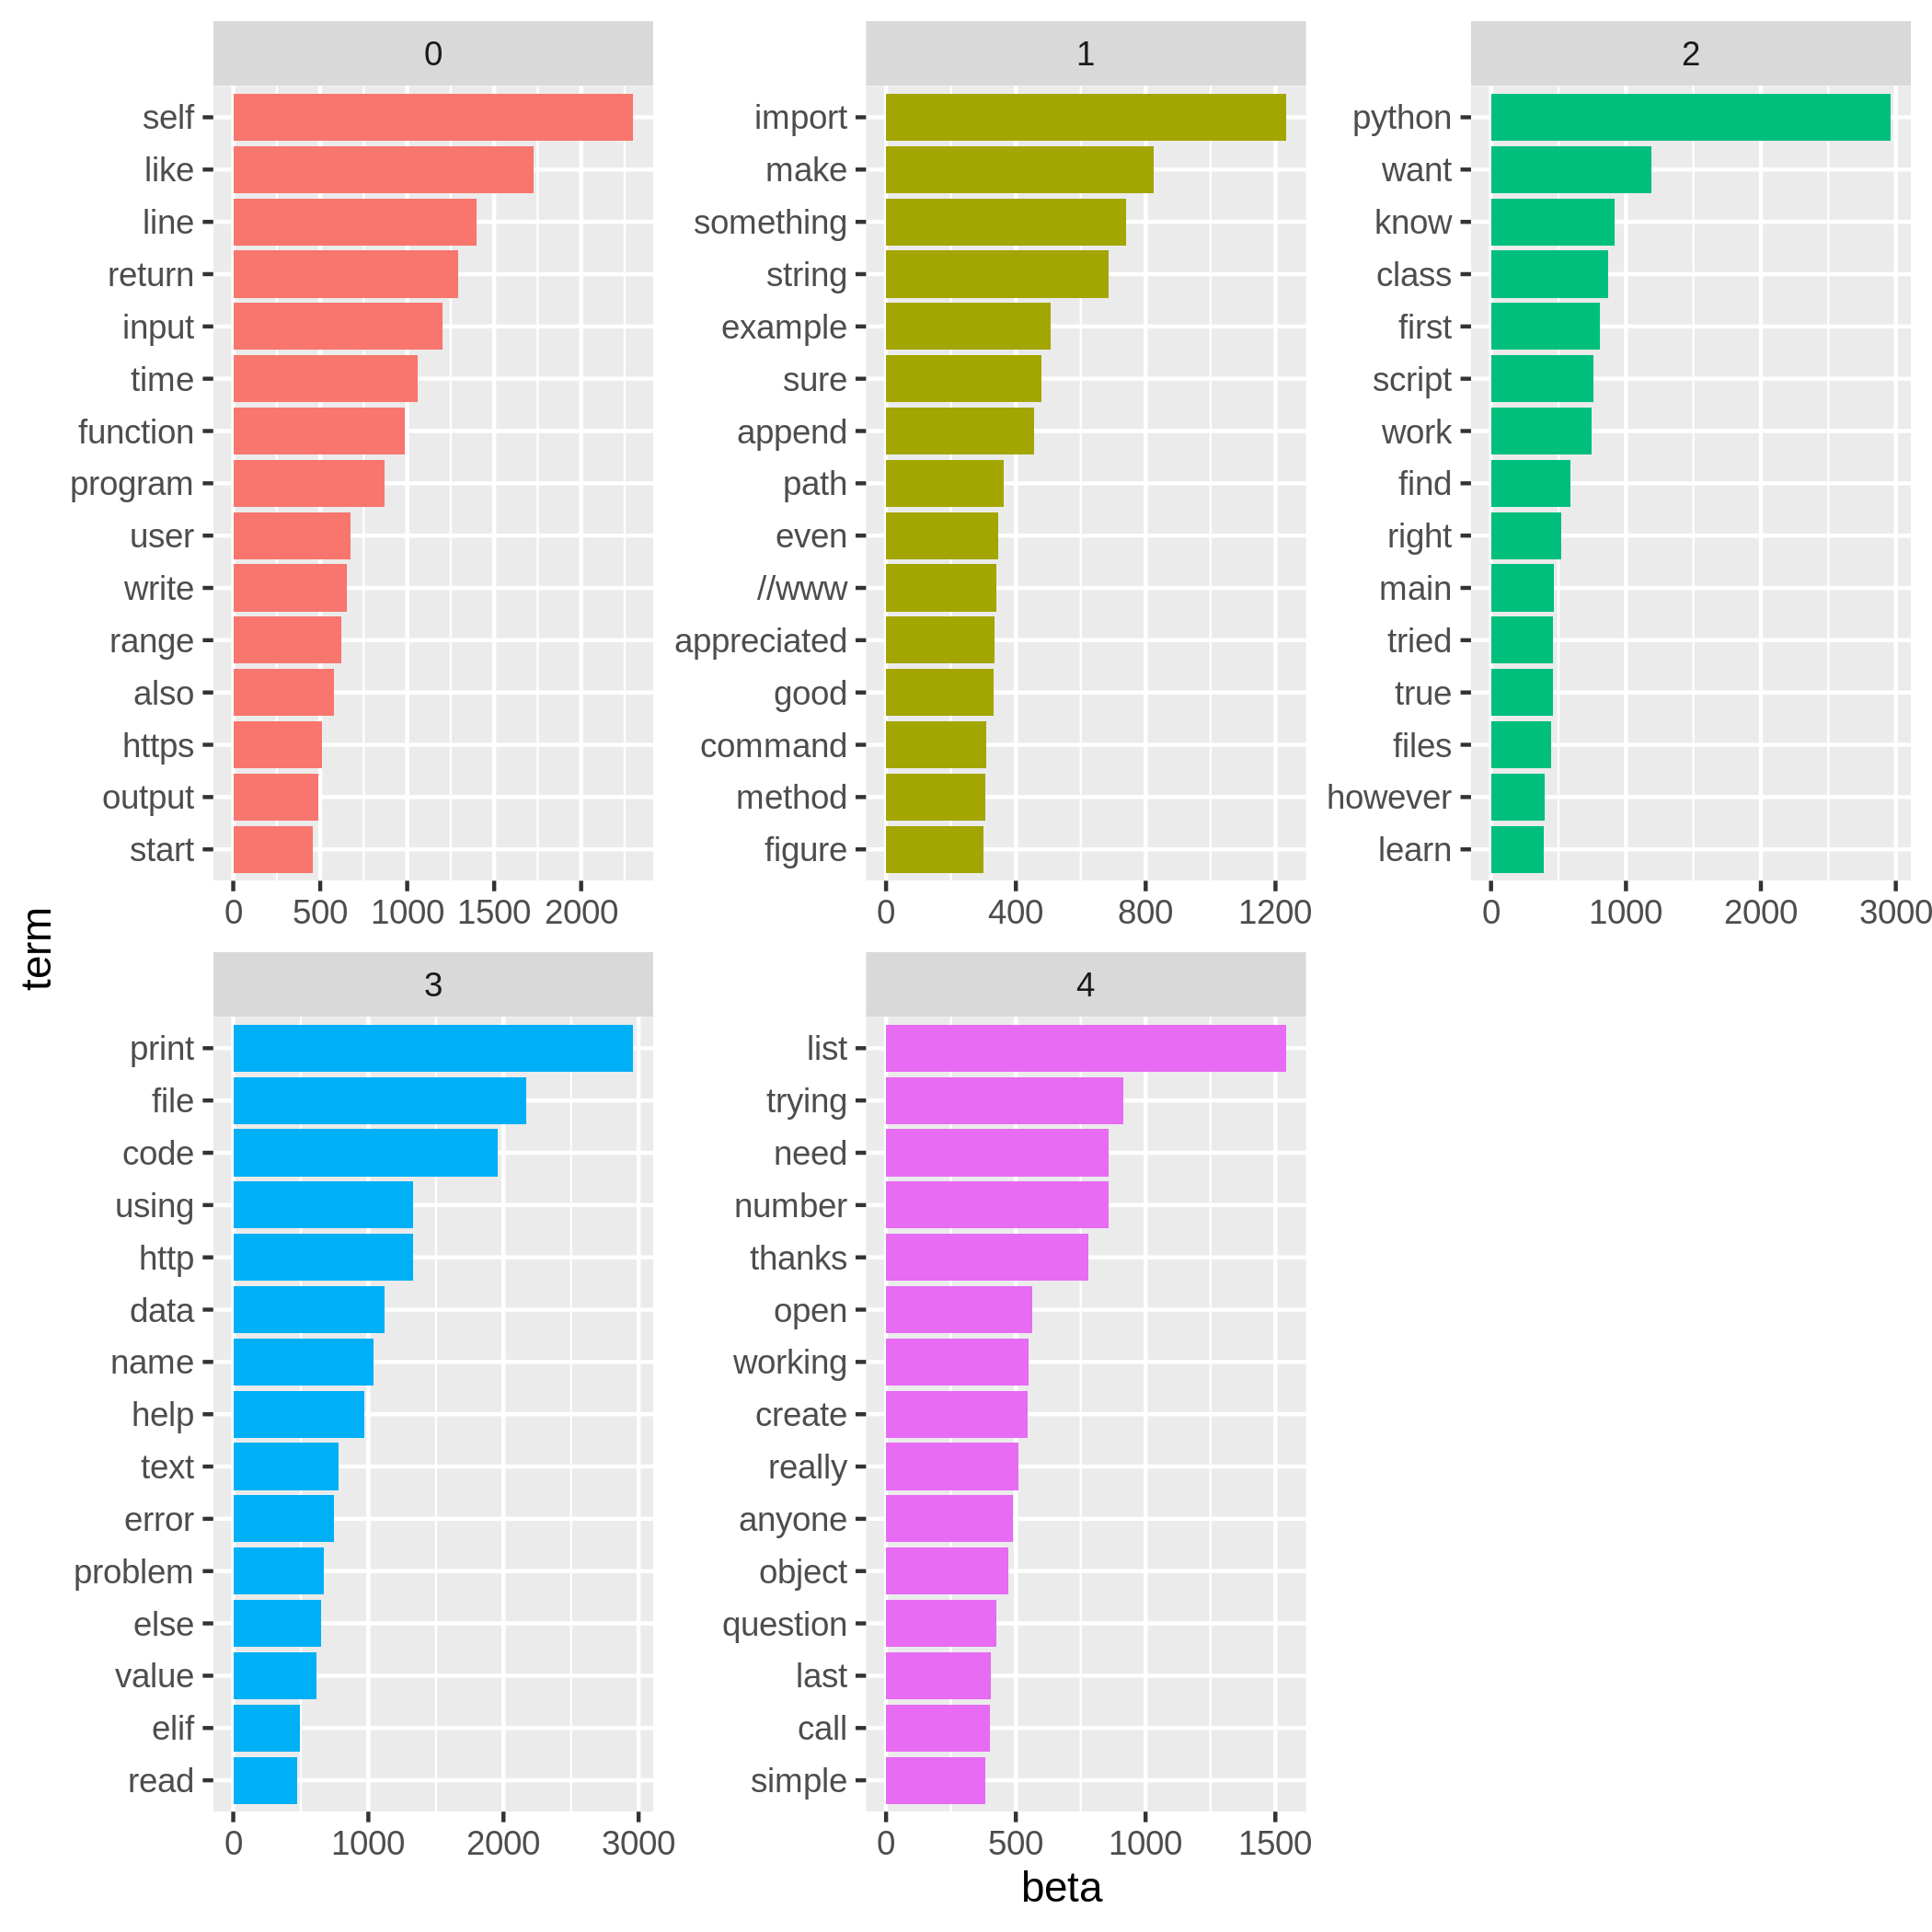 0
self
like
line
return
input
time
function
program
user
write
range
also
https
output
start
0 500 1000 1500 2000
1
import
make
something
string
example
sure
append
path
even
//www
appreciated
good
command
method
figure
0 400 800 1200
2
python
want
know
class
first
script
work
find
right
main
tried
true
files
however
learn
0 1000 2000 3000
term
3
print
file
code
using
http
data
name
help
text
error
problem
else
value
elif
read
0 1000 2000 3000
4
list
trying
need
number
thanks
open
working
create
really
anyone
object
question
last
call
simple
0 500 1000 1500
beta